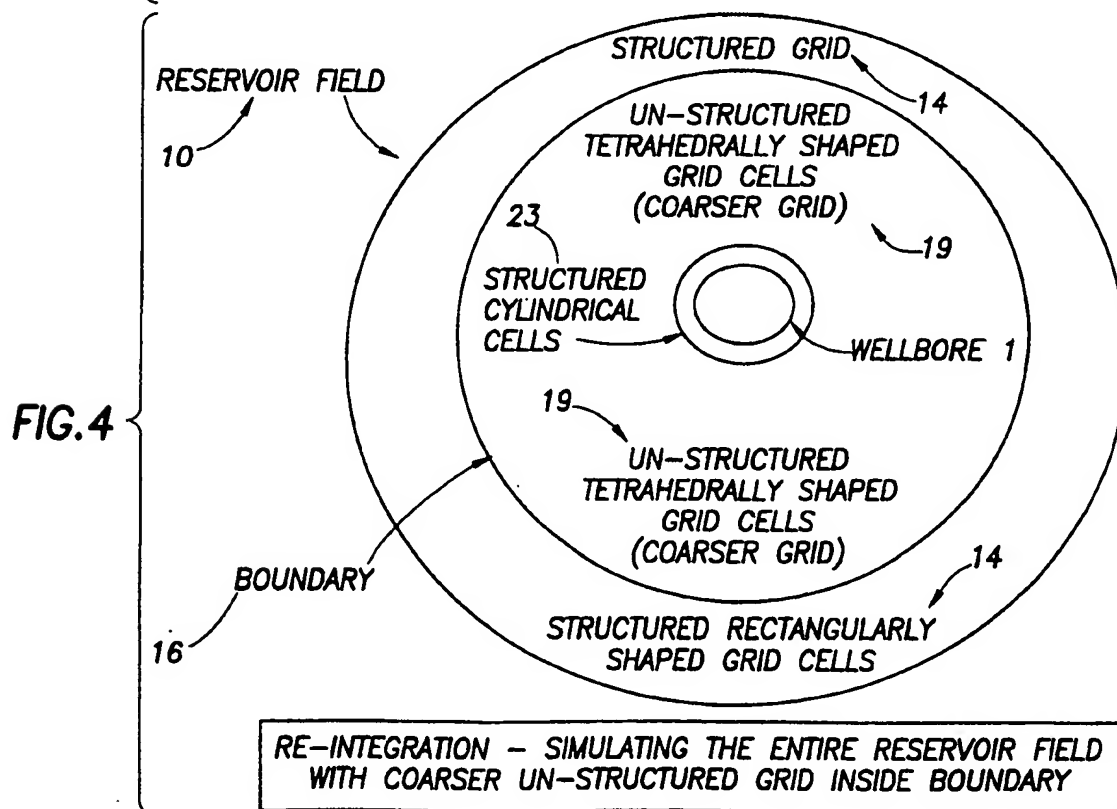 STRUCTURED GRID
14
RESERVOIR FIELD
10
UN-STRUCTURED
TETRAHEDRALLY SHAPED
GRID CELLS
(COARSER GRID)
19
23
STRUCTURED
CYLINDRICAL
CELLS
WELLBORE 1
FIG.4
19
UN-STRUCTURED
TETRAHEDRALLY SHAPED
GRID CELLS
(COARSER GRID)
BOUNDARY
16
14
STRUCTURED RECTANGULARLY
SHAPED GRID CELLS
RE-INTEGRATION - SIMULATING THE ENTIRE RESERVOIR FIELD
WITH COARSER UN-STRUCTURED GRID INSIDE BOUNDARY